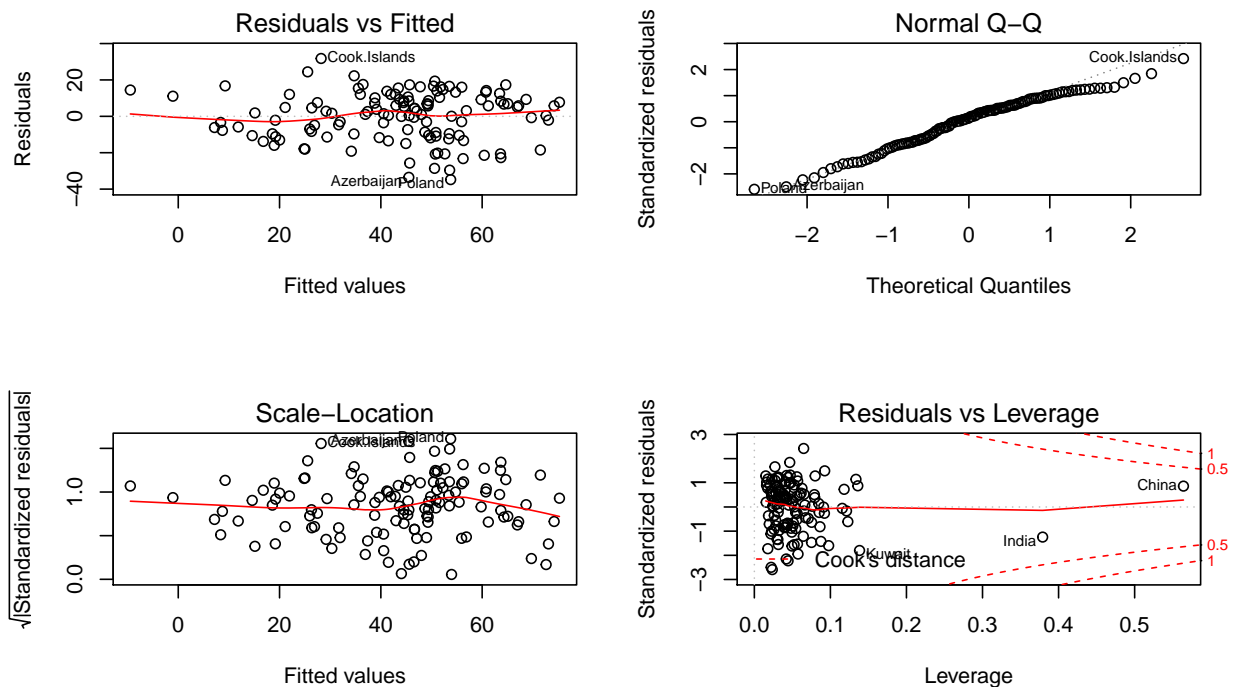 Residuals vs Fitted
Residuals
20
0
−40
Cook.Islands
Azerbaijan
Poland
0
20
40
60
Fitted values
Normal Q−Q
Standardized residuals
2
0
−2
Cook.Islands
Poland
Azerbaijan
−2
−1
0
1
2
Theoretical Quantiles
Scale−Location
√|Standardized residuals|
1.0
0.0
Cook.Islands
Azerbaijan
Poland
0
20
40
60
Fitted values
Residuals vs Leverage
Standardized residuals
3
1
−1
−3
China
India
Kuwait
Cook's distance
1
0.5
0.5
1
0.0
0.1
0.2
0.3
0.4
0.5
Leverage